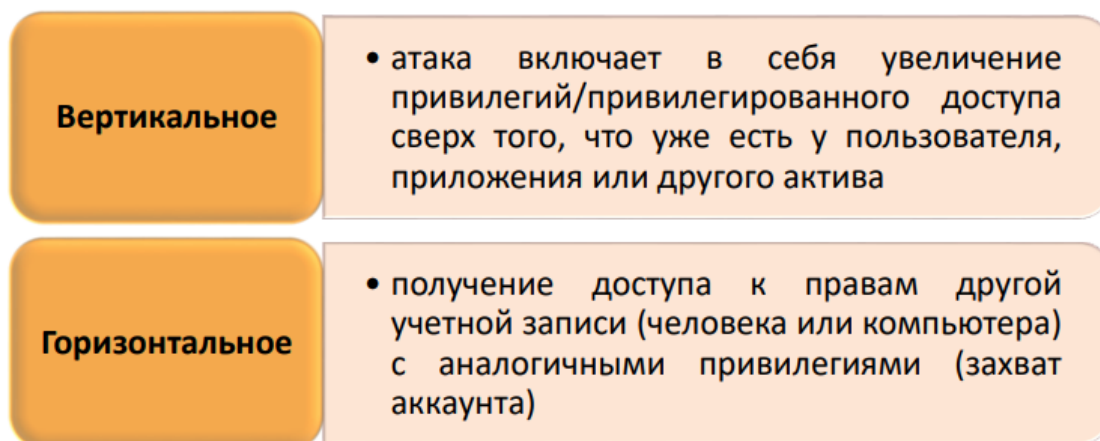 Вертикальное
• атака включает в себя увеличение
привилегий/привилегированного доступа
сверх того, что уже есть у пользователя,
приложения или другого актива
Горизонтальное
• получение доступа к правам другой
учетной записи (человека или компьютера)
с аналогичными привилегиями (захват
аккаунта)